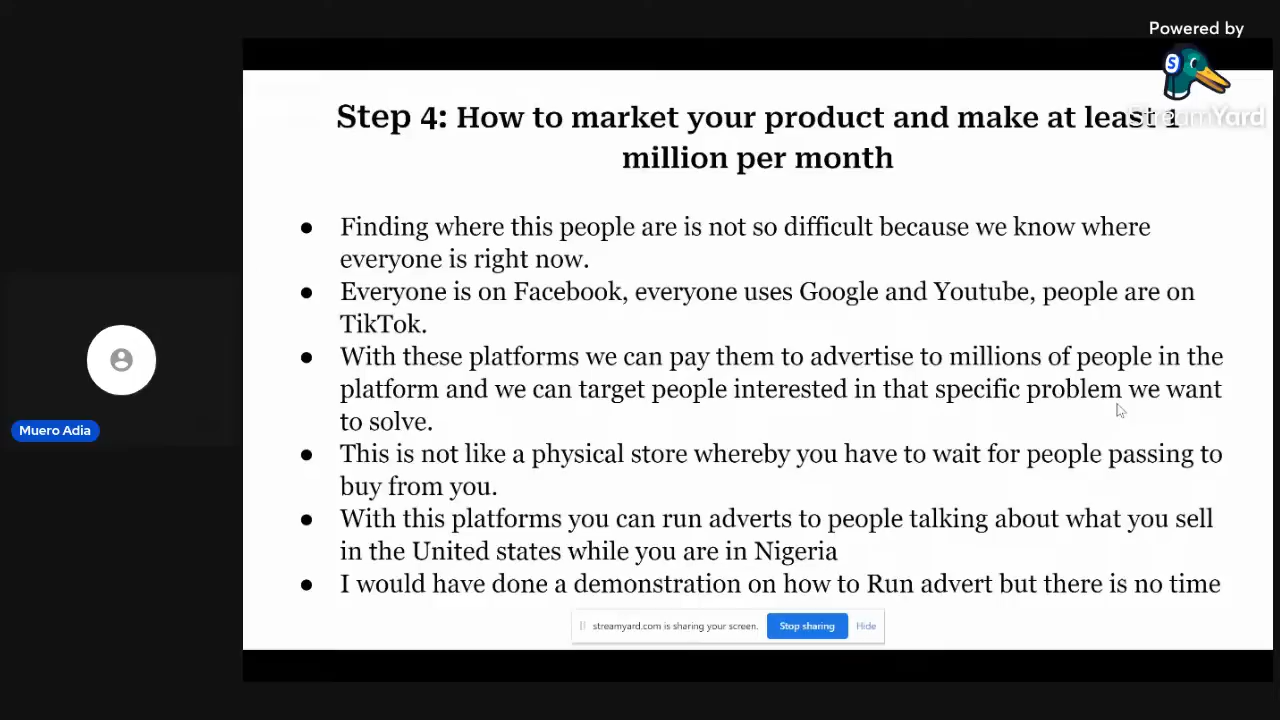 Powered by
S
StreamYard
Step 4: How to market your product and make at least 1
million per month
● Finding where this people are is not so difficult because we know where
everyone is right now.
● Everyone is on Facebook, everyone uses Google and Youtube, people are on
TikTok.
● With these platforms we can pay them to advertise to millions of people in the
platform and we can target people interested in that specific problem we want
to solve.
● This is not like a physical store whereby you have to wait for people passing to
buy from you.
● With this platforms you can run adverts to people talking about what you sell
in the United states while you are in Nigeria
● I would have done a demonstration on how to Run advert but there is no time
Muero Adia
streamyard.com is sharing your screen. Stop sharing Hide